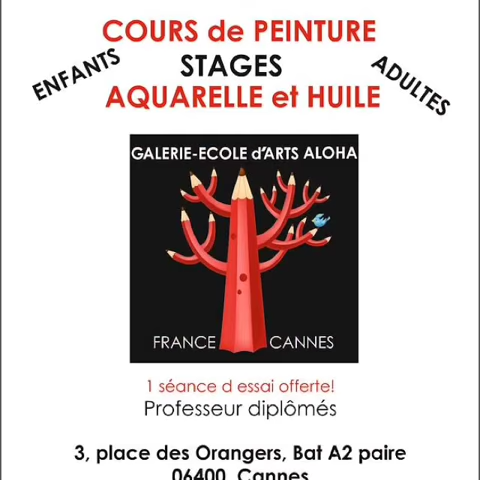 COURS de PEINTURE
ENFANTS
STAGES
ADULTES
AQUARELLE et HUILE
GALERIE-ECOLE d'ARTS ALOHA
FRANCE CANNES
1 séance d essai offerte!
Professeur diplômés
3, place des Orangers, Bat A2 paire
06400, Cannes